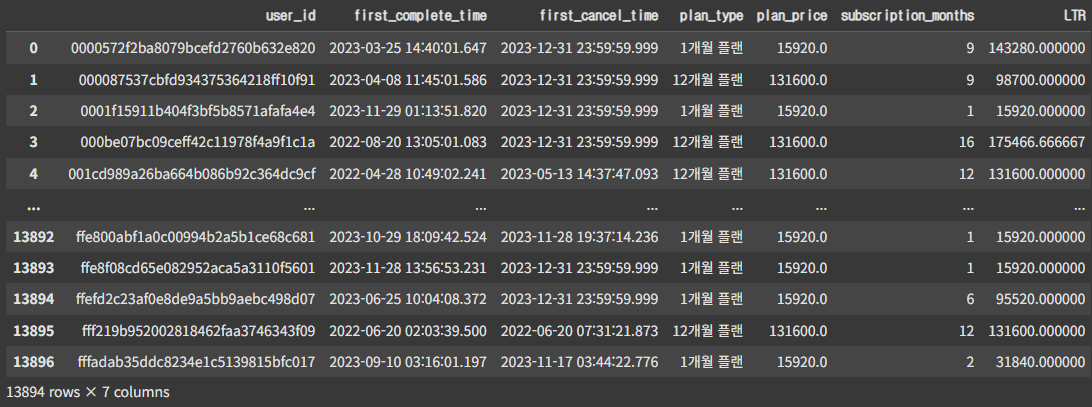 user_id first_complete_time first_cancel_time plan_type plan_price subscription_months LTR
0 0000572f2ba8079bcefd2760b632e820 2023-03-25 14:40:01.647 2023-12-31 23:59:59.999 1개월 플랜 15920.0 9 143280.000000
1 000087537cbfd934375364218ff10f91 2023-04-08 11:45:01.586 2023-12-31 23:59:59.999 12개월 플랜 131600.0 9 98700.000000
2 0001f15911b404f3bf5b8571afafa4e4 2023-11-29 01:13:51.820 2023-12-31 23:59:59.999 1개월 플랜 15920.0 1 15920.000000
3 000be07bc09ceff42c11978f4a9f1c1a 2022-08-20 13:05:01.083 2023-12-31 23:59:59.999 12개월 플랜 131600.0 16 175466.666667
4 001cd989a26ba664b086b92c364dc9cf 2022-04-28 10:49:02.241 2023-05-13 14:37:47.093 12개월 플랜 131600.0 12 131600.000000
... ... ... ... ... ... ... ...
13892 ffe800abf1a0c00994b2a5b1ce68c681 2023-10-29 18:09:42.524 2023-11-28 19:37:14.236 1개월 플랜 15920.0 1 15920.000000
13893 ffe8f08cd65e082952aca5a3110f5601 2023-11-28 13:56:53.231 2023-12-31 23:59:59.999 1개월 플랜 15920.0 1 15920.000000
13894 ffefd2c23af0e8de9a5bb9aebc498d07 2023-06-25 10:04:08.372 2023-12-31 23:59:59.999 1개월 플랜 15920.0 6 95520.000000
13895 fff219b952002818462faa3746343f09 2022-06-20 02:03:39.500 2022-06-20 07:31:21.873 12개월 플랜 131600.0 12 131600.000000
13896 fffadab35ddc8234e1c5139815bfc017 2023-09-10 03:16:01.197 2023-11-17 03:44:22.776 1개월 플랜 15920.0 2 31840.000000
13894 rows × 7 columns